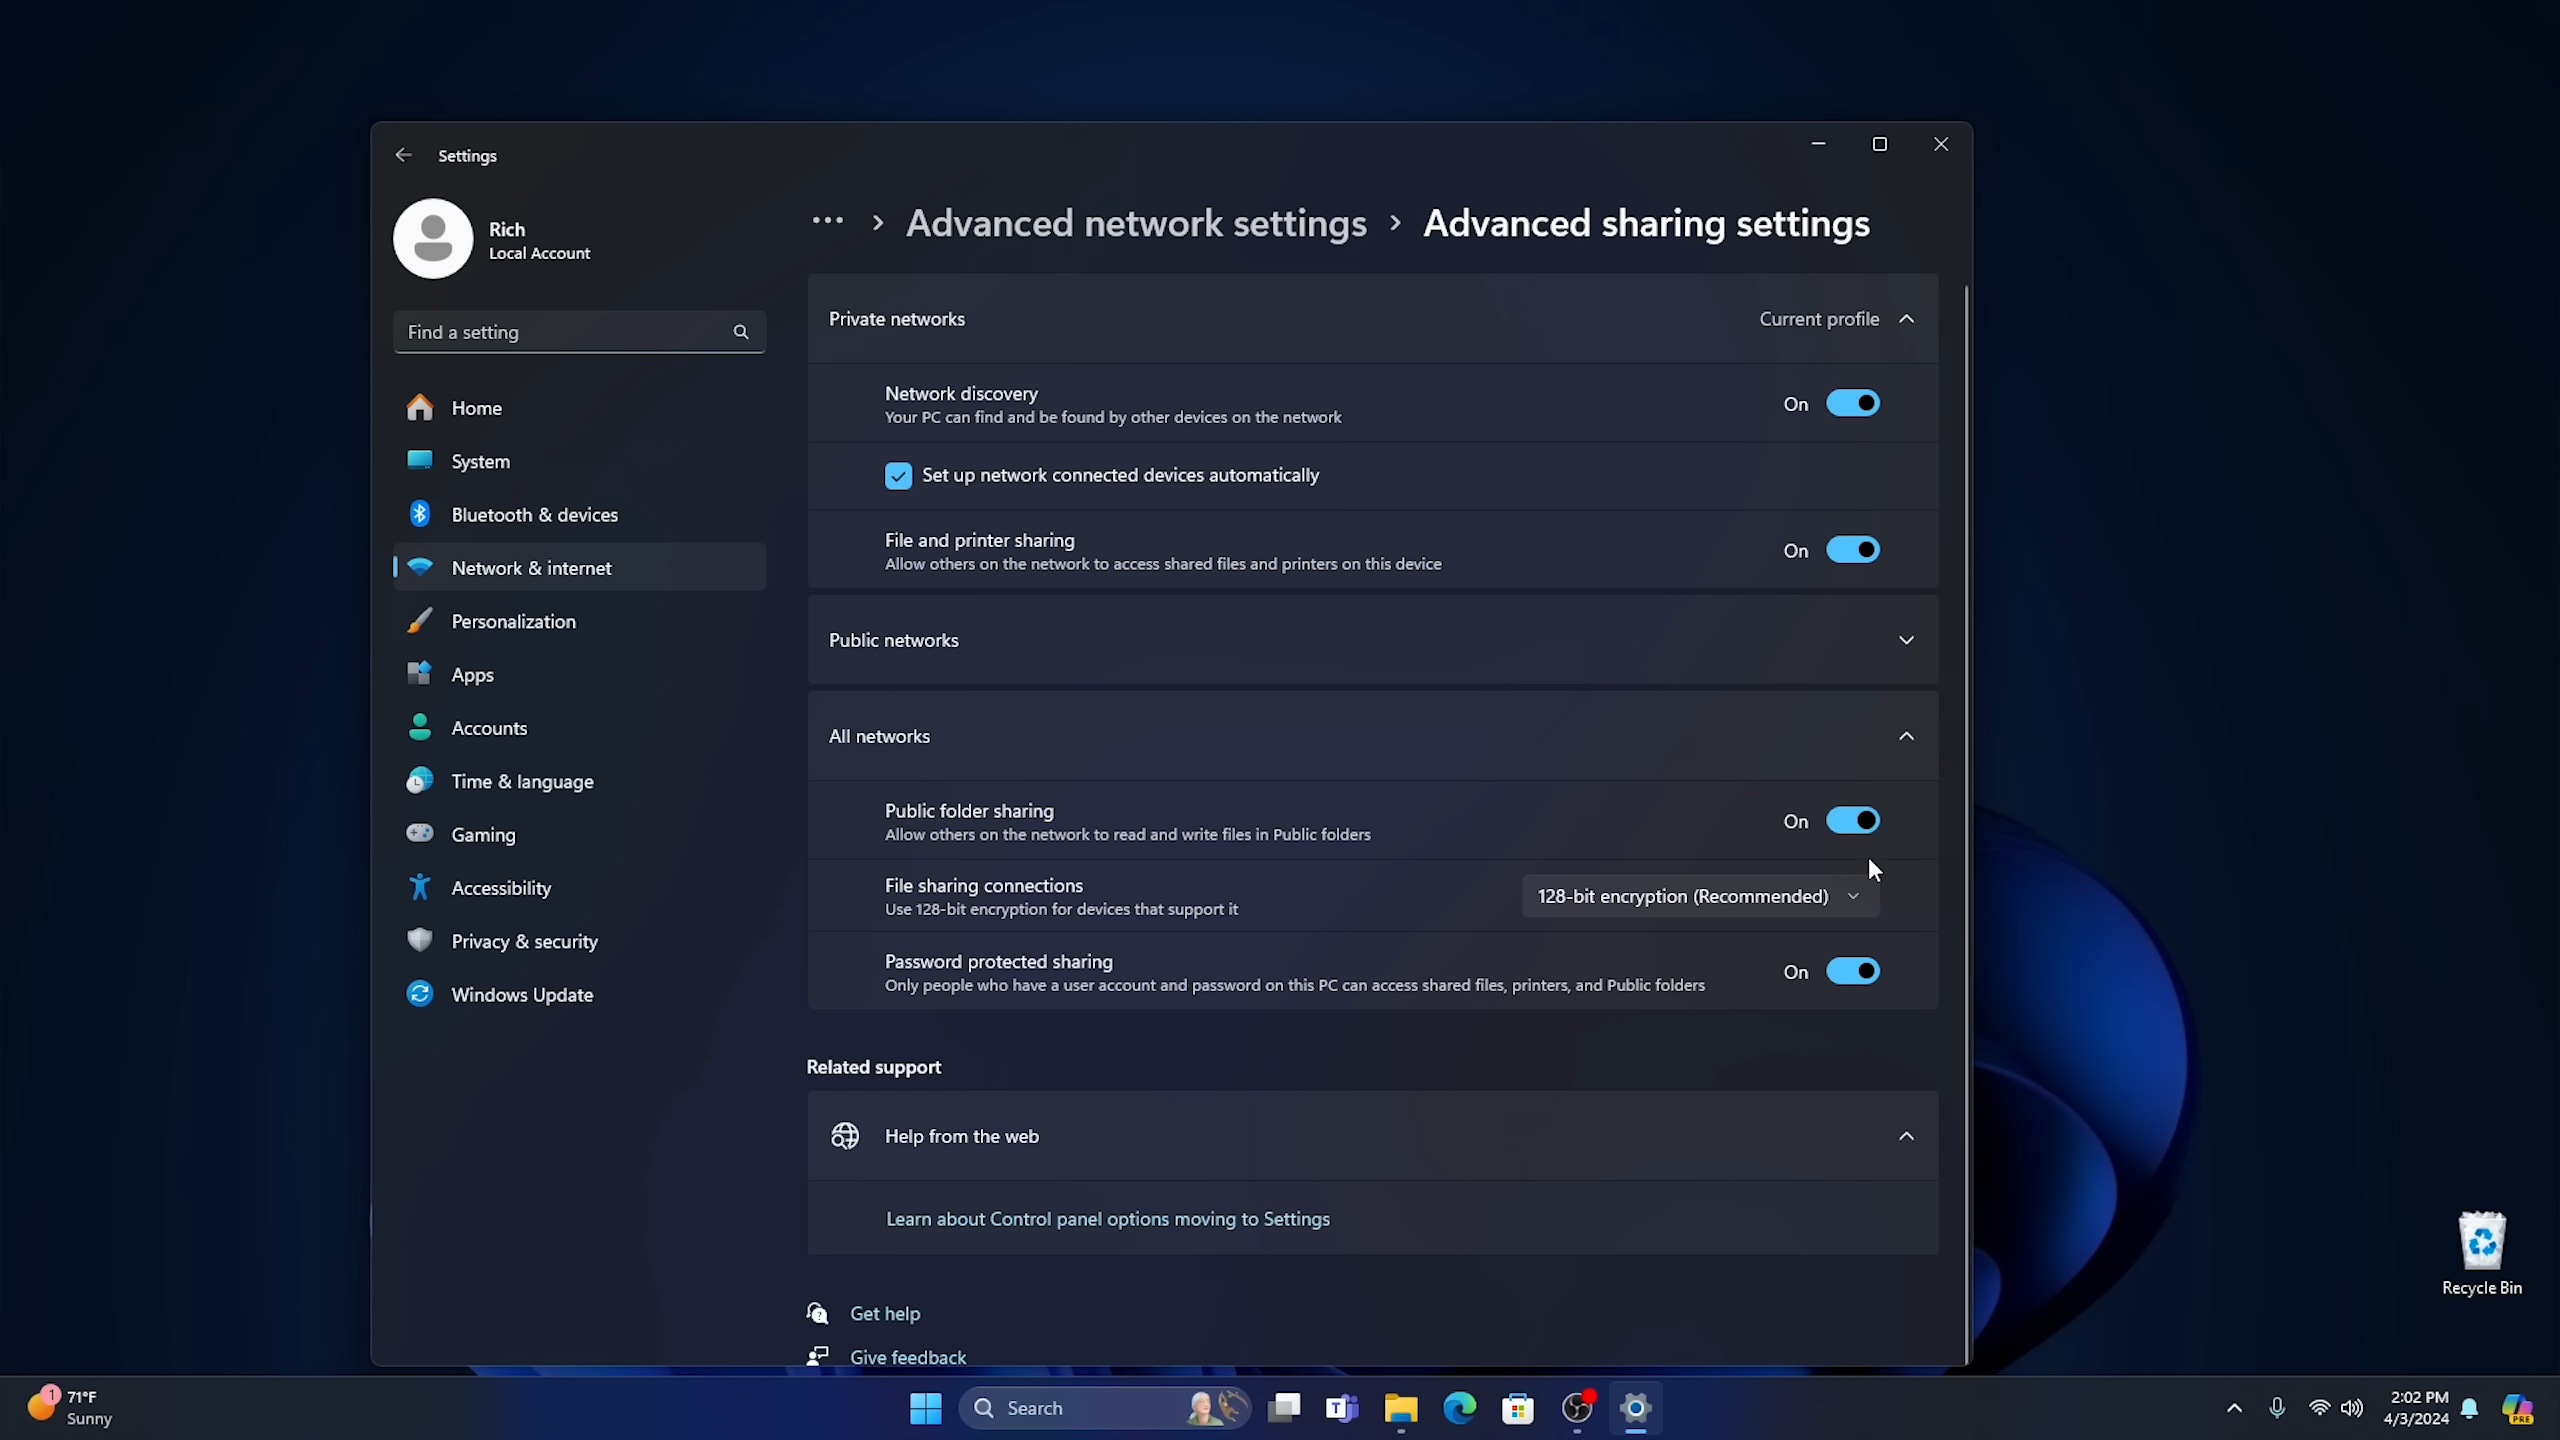 Settings
Rich
Local Account
Find a setting
Home
System
Bluetooth & devices
Network & internet
Personalization
Apps
Accounts
Time & language
Gaming
Accessibility
Privacy & security
Windows Update
… > Advanced network settings > Advanced sharing settings
Private networks
Current profile
Network discovery
Your PC can find and be found by other devices on the network
On
Set up network connected devices automatically
File and printer sharing
Allow others on the network to access shared files and printers on this device
On
Public networks
All networks
Public folder sharing
Allow others on the network to read and write files in Public folders
On
File sharing connections
Use 128-bit encryption for devices that support it
128-bit encryption (Recommended)
Password protected sharing
Only people who have a user account and password on this PC can access shared files, printers, and Public folders
On
Related support
Help from the web
Learn about Control panel options moving to Settings
Get help
Give feedback
Recycle Bin
1
71°F
Sunny
Search
T
2:02 PM
4/3/2024
PRE